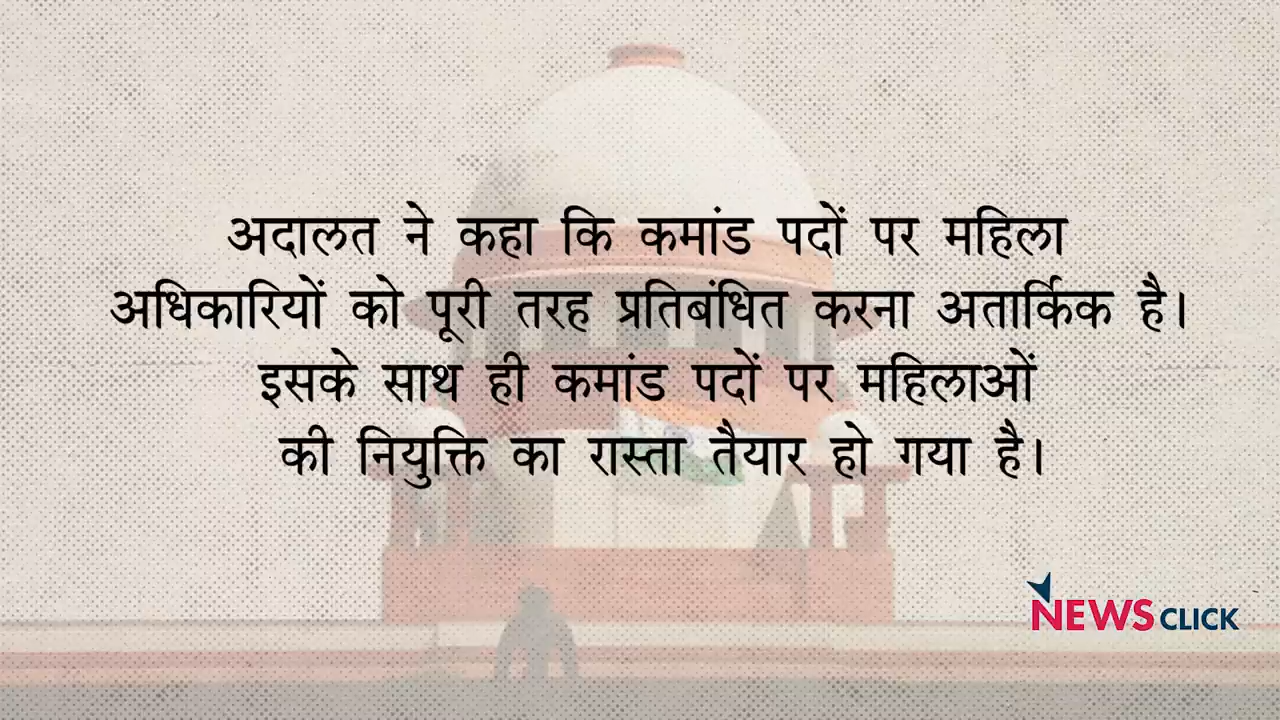 अदालत ने कहा कि कमांड पदों पर महिला
अधिकारियों को पूरी तरह प्रतिबंधित करना अतार्किक है।
इसके साथ ही कमांड पदों पर महिलाओं
की नियुक्ति का रास्ता तैयार हो गया है।
NEWSCLICK